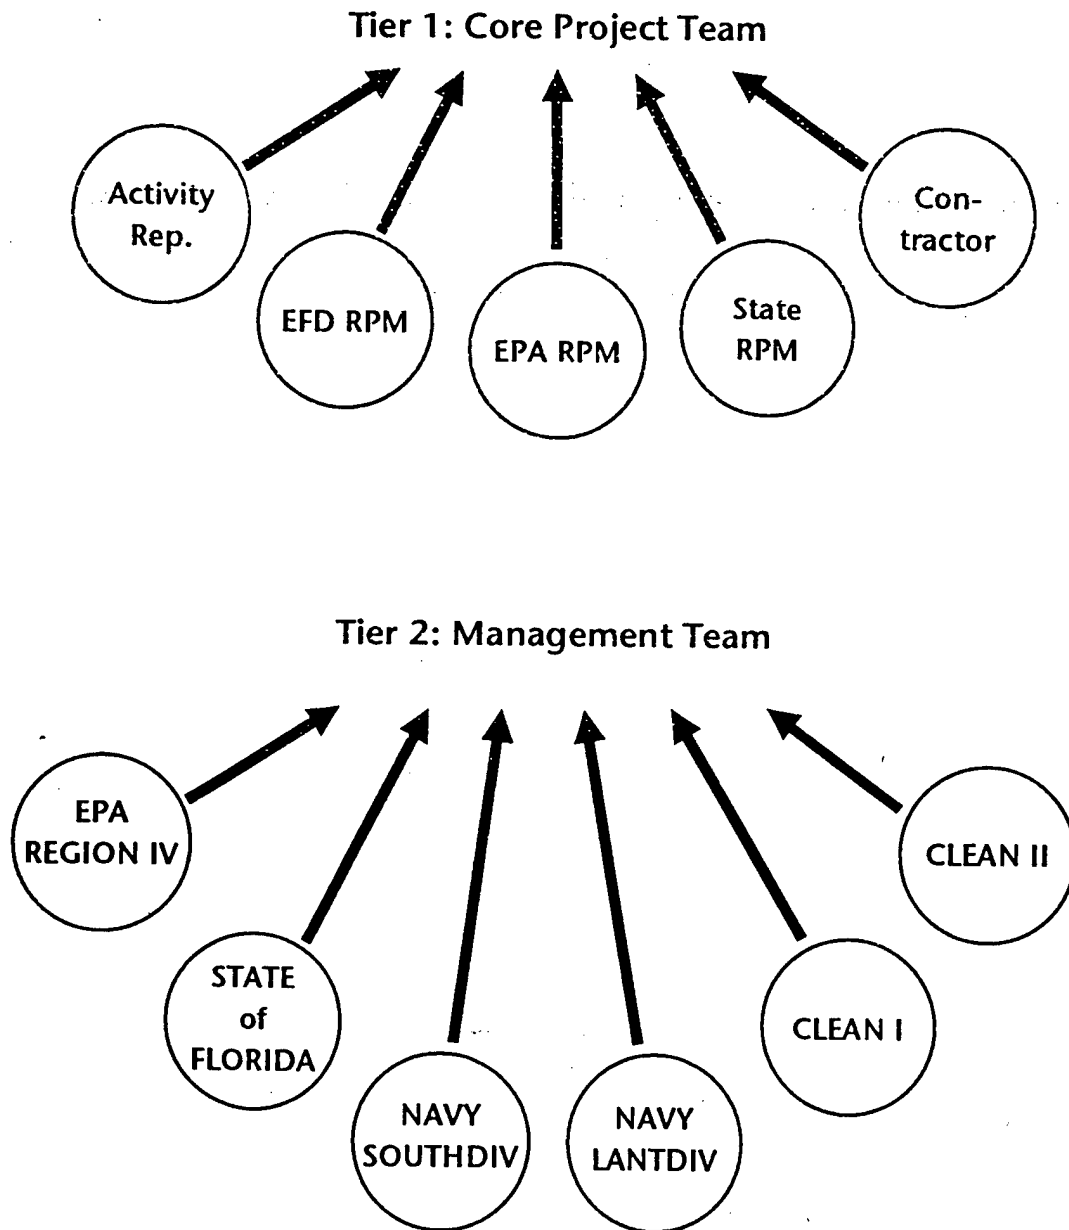 Tier 1: Core Project Team
Activity
Rep.
EFD RPM
EPA RPM
State
RPM
Con-
tractor
Tier 2: Management Team
EPA
REGION IV
STATE
of
FLORIDA
NAVY
SOUTHDIV
NAVY
LANTDIV
CLEAN I
CLEAN II